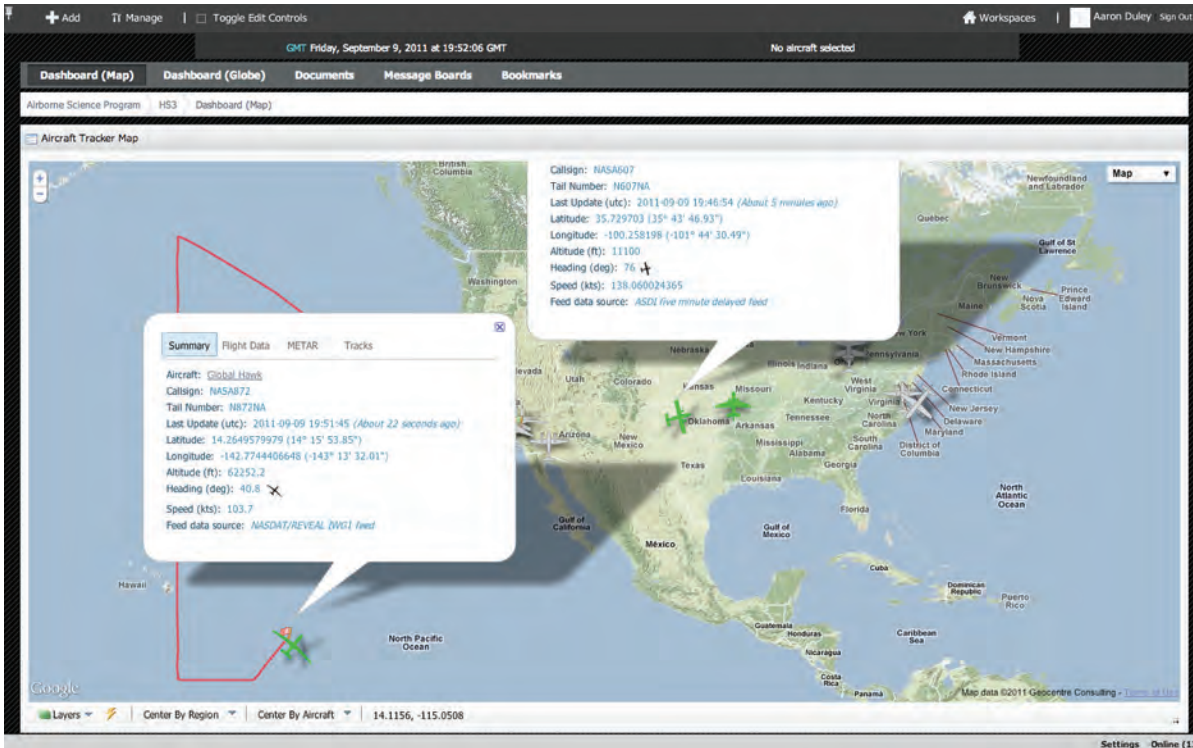 Add Manage | Toggle Edit Controls Workspaces | Aaron Duley Sign Out
GMT Friday, September 9, 2011 at 19:52:06 GMT No aircraft selected
Dashboard (Map) Dashboard (Globe) Documents Message Boards Bookmarks
Airborne Science Program HS3 Dashboard (Map)
Aircraft Tracker Map
+
-
Map
British
Columbia
Washington
Callsign: NASA607
Tail Number: N607NA
Last Update (utc): 2011-09-09 19:46:54 (About 5 minutes ago)
Latitude: 35.729703 (35° 43' 46.93")
Longitude: -100.258198 (-101° 44' 30.49")
Altitude (ft): 11100
Heading (deg): 76
Speed (kts): 138.060024365
Feed data source: ASDI five minute delayed feed
Summary Flight Data METAR Tracks
Aircraft: Global Hawk
Callsign: NASA872
Tail Number: N872NA
Last Update (utc): 2011-09-09 19:51:45 (About 22 seconds ago)
Latitude: 14.2649579979 (14° 15' 53.85")
Longitude: -142.7744406648 (-143° 13' 32.01")
Altitude (ft): 62252.2
Heading (deg): 40.8
Speed (kts): 103.7
Feed data source: NASDAT/REVEAL IWG1 feed
Newfoundland
and Labrador
Québec
Gulf of St
Lawrence
New
Brunswick
Prince
Edward
Island
Nova
Scotia
Maine
Vermont
New Hampshire
Massachusetts
Rhode Island
Connecticut
New Jersey
Delaware
Maryland
District of
Columbia
York
Pennsylvania
Nebraska
Illinois
Indiana
West
Virginia
Virginia
evada
Utah
Colorado
Kansas
Missouri
Kentucky
North
Carolina
Oklahoma
Arkansas
Tennessee
South
Carolina
Arizona
New
Mexico
Mississippi
Alabama
Georgia
Texas
Louisiana
Florida
North
Atlantic
Ocean
Gulf of
California
Gulf of
Mexico
México
Cuba
Dominican
Republic
Puerto
Rico
Hawaii
North Pacific
Ocean
Guatemala
Honduras
Caribbean
Sea
Nicaragua
Costa
Rica
Panamá
Google
Map data ©2011 Geocentre Consulting - Terms of Use
Layers | Center By Region | Center By Aircraft | 14.1156, -115.0508
Settings Online (1